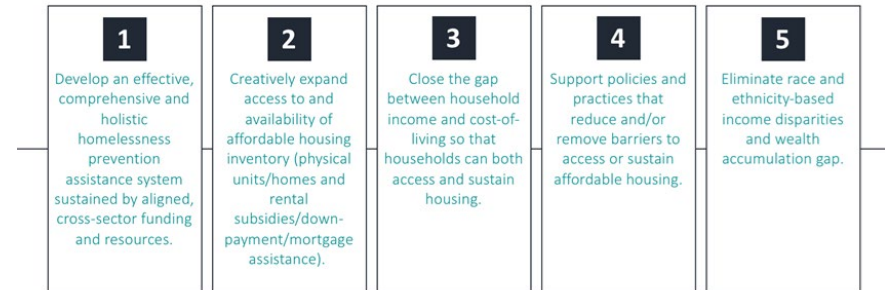 1
Develop an effective,
comprehensive and
holistic
homelessness
prevention
assistance system
sustained by aligned,
cross-sector funding
and resources.
2
Creatively expand
access to and
availability of
affordable housing
inventory (physical
units/homes and
rental
subsidies/down-
payment/mortgage
assistance).
3
Close the gap
between household
income and cost-of-
living so that
households can both
access and sustain
housing.
4
Support policies and
practices that
reduce and/or
remove barriers to
access or sustain
affordable housing.
5
Eliminate race and
ethnicity-based
income disparities
and wealth
accumulation gap.